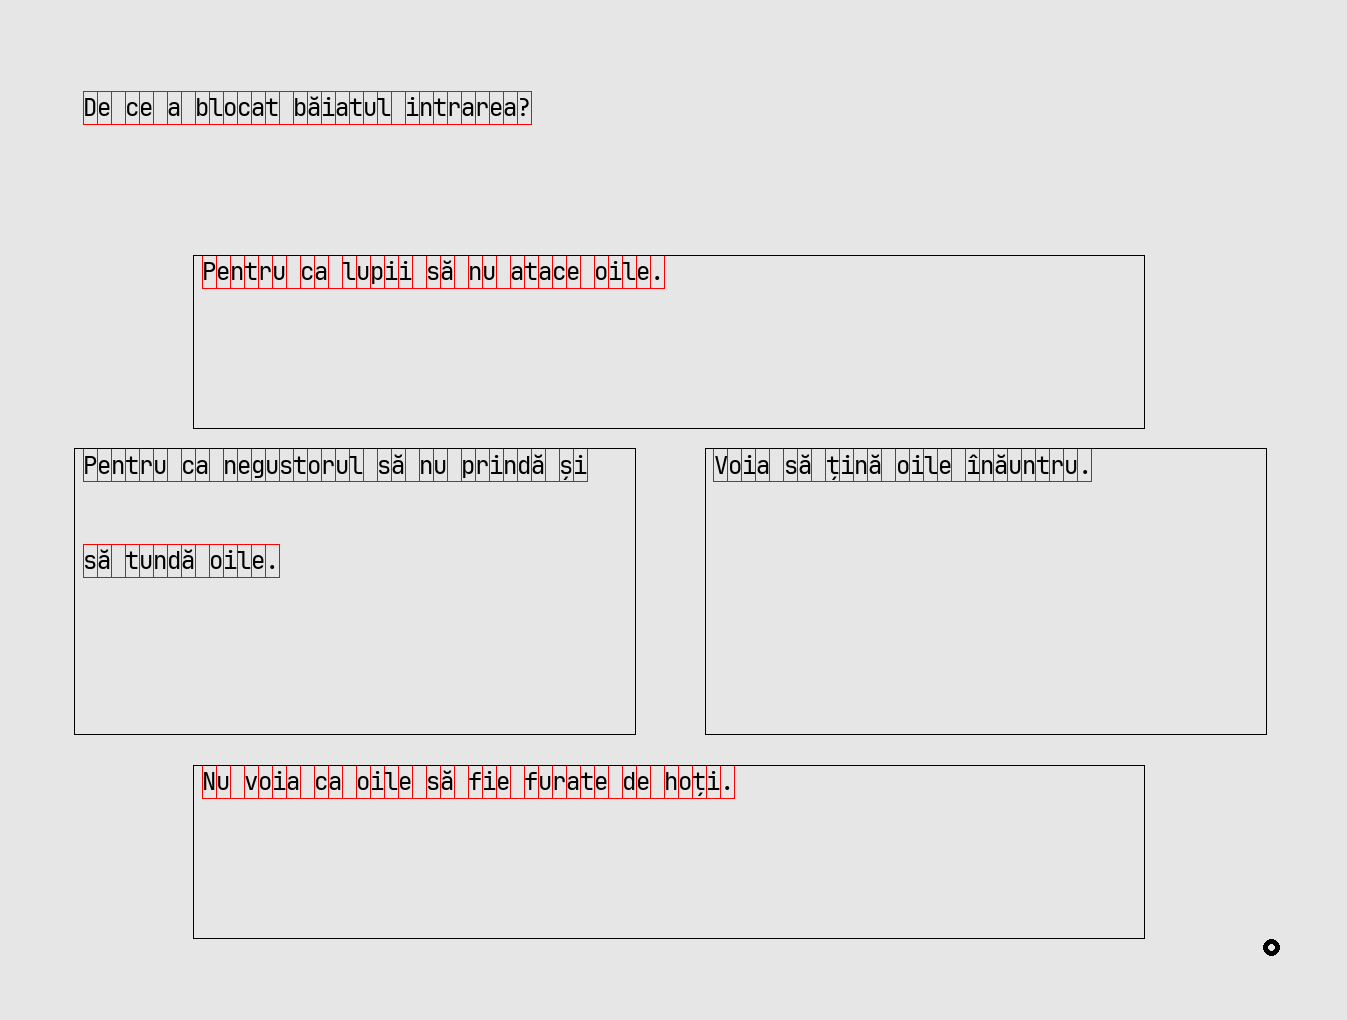 De ce a blocat băiatul intrarea?
Pentru ca lupii să nu atace oile.
Pentru ca negustorul să nu prindă și
să tundă oile.
Voia să țină oile înăuntru.
Nu voia ca oile să fie furate de hoți.